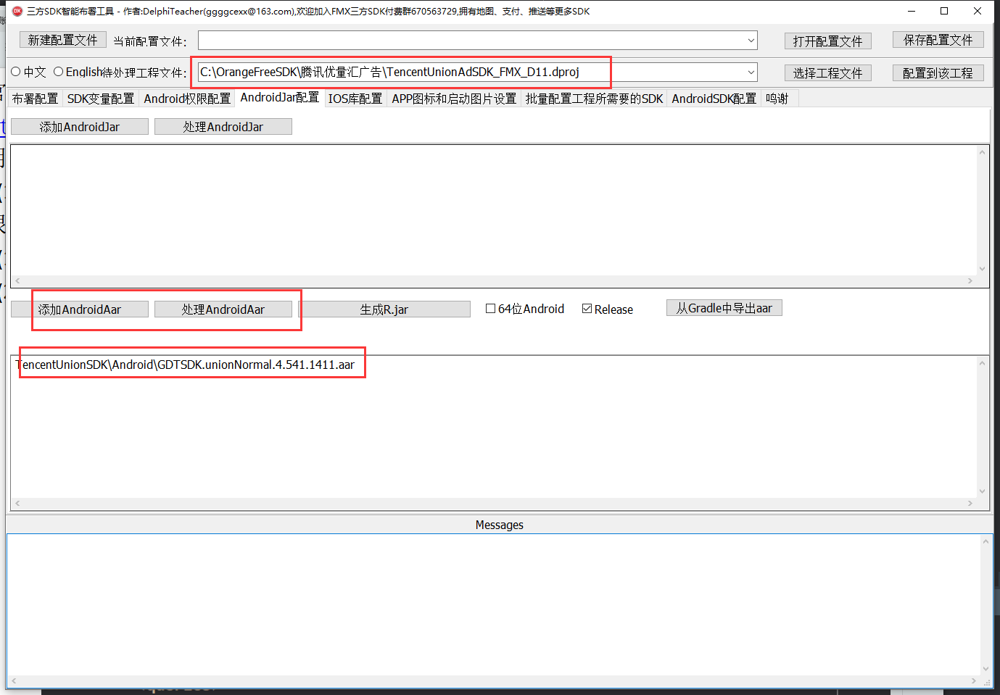 三方SDK智能布署工具 - 作者:DelphiTeacher(ggggcexx@163.com),欢迎加入FMX三方SDK付费群670563729,拥有地图、支付、推送等更多SDK
新建配置文件 当前配置文件: 打开配置文件 保存配置文件
中文 English 待处理工程文件: C:\OrangeFreeSDK\腾讯优量汇广告\TencentUnionAdSDK_FMX_D11.dproj 选择工程文件 配置到该工程
布署配置 SDK变量配置 Android权限配置 AndroidJar配置 IOS库配置 APP图标和启动图片设置 批量配置工程所需要的SDK AndroidSDK配置 鸣谢
添加AndroidJar 处理AndroidJar
添加AndroidAar 处理AndroidAar 生成R.jar 64位Android Release 从Gradle中导出aar
TencentUnionSDK\Android\GDTSDK.unionNormal.4.541.1411.aar
Messages